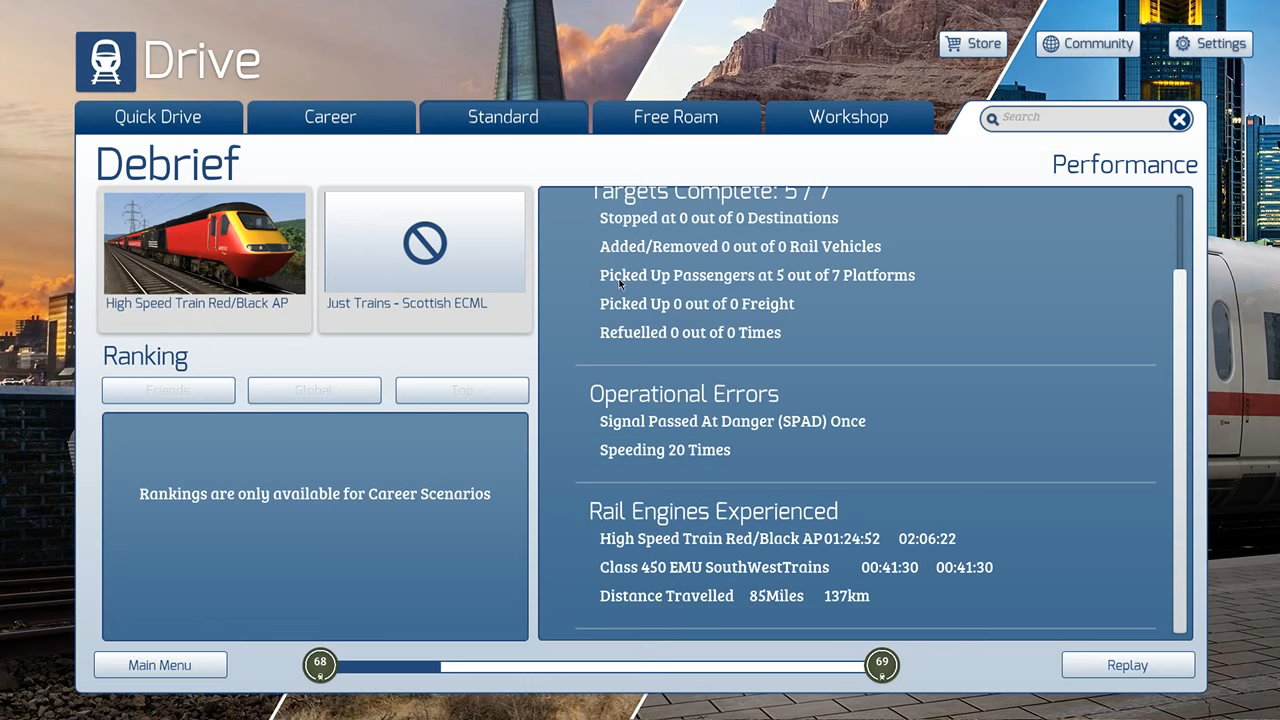 Drive
Store
Community
Settings
Quick Drive
Career
Standard
Free Roam
Workshop
Search
Debrief
Performance
High Speed Train Red/Black AP
Just Trains - Scottish ECML
Ranking
Friends
Global
Top
Rankings are only available for Career Scenarios
Targets Complete: 5 / 7
Stopped at 0 out of 0 Destinations
Added/Removed 0 out of 0 Rail Vehicles
Picked Up Passengers at 5 out of 7 Platforms
Picked Up 0 out of 0 Freight
Refuelled 0 out of 0 Times
Operational Errors
Signal Passed At Danger (SPAD) Once
Speeding 20 Times
Rail Engines Experienced
High Speed Train Red/Black AP01:24:52 02:06:22
Class 450 EMU SouthWestTrains 00:41:30 00:41:30
Distance Travelled 85Miles 137km
Main Menu
68
69
Replay